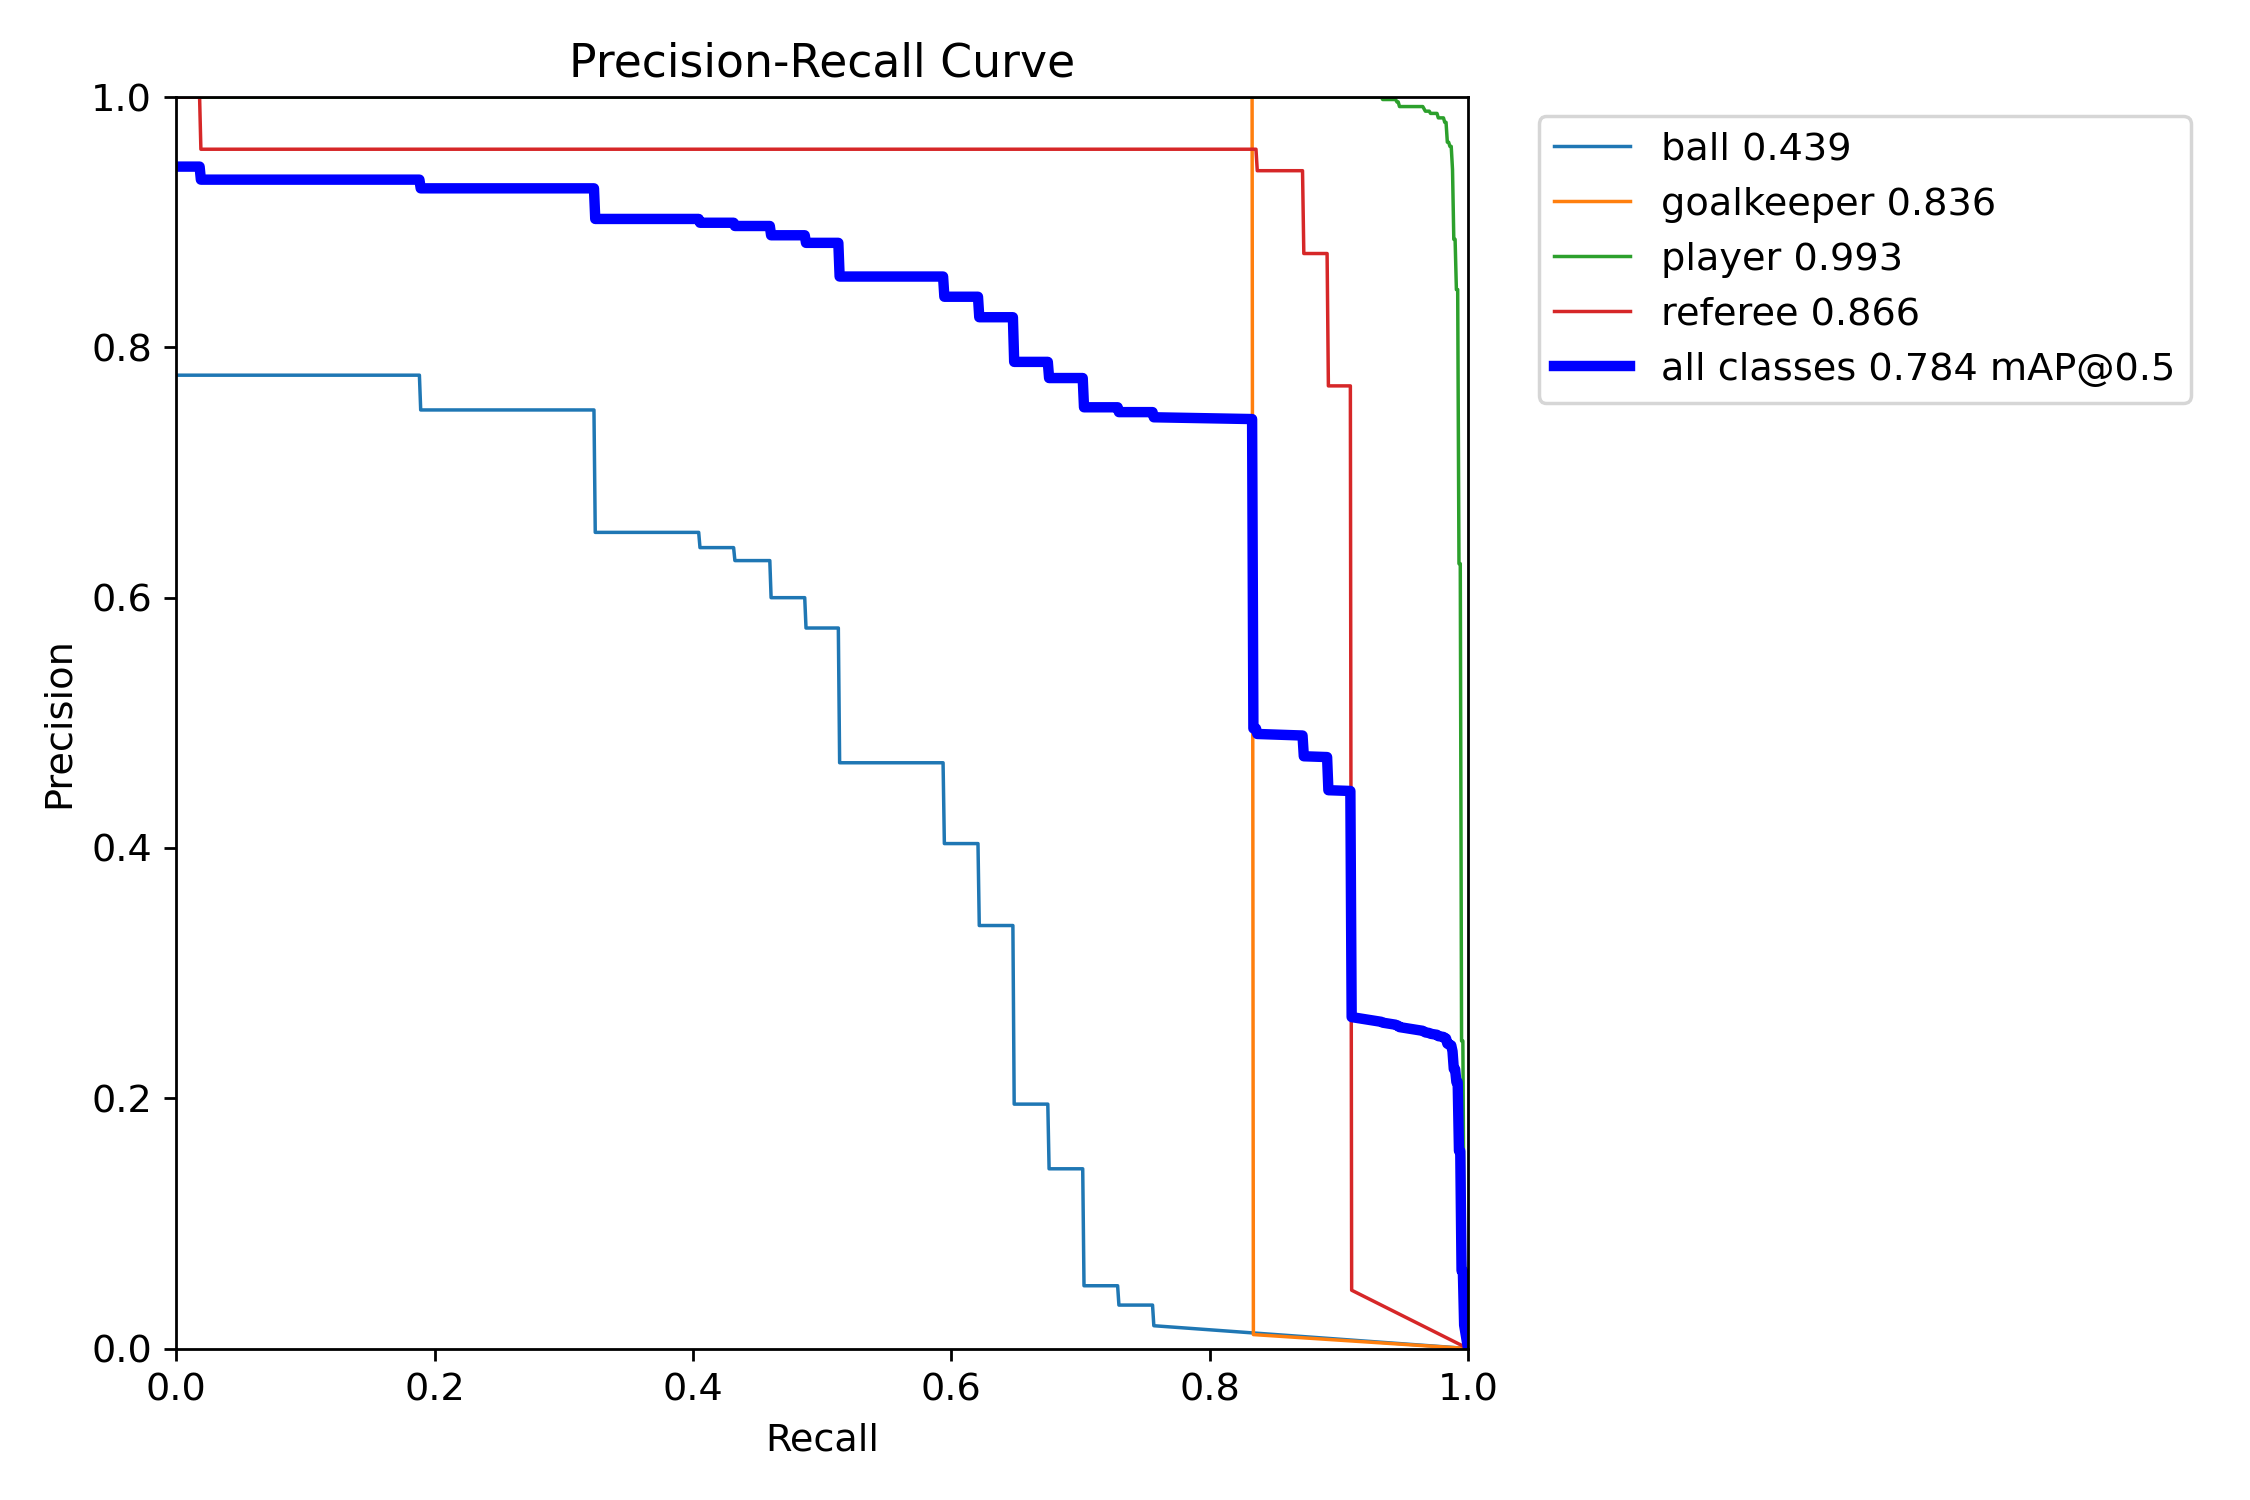 Precision-Recall Curve
1.0
0.8
0.6
0.4
0.2
0.0
Precision
0.0 0.2 0.4 0.6 0.8 1.0
Recall
ball 0.439
goalkeeper 0.836
player 0.993
referee 0.866
all classes 0.784 mAP@0.5